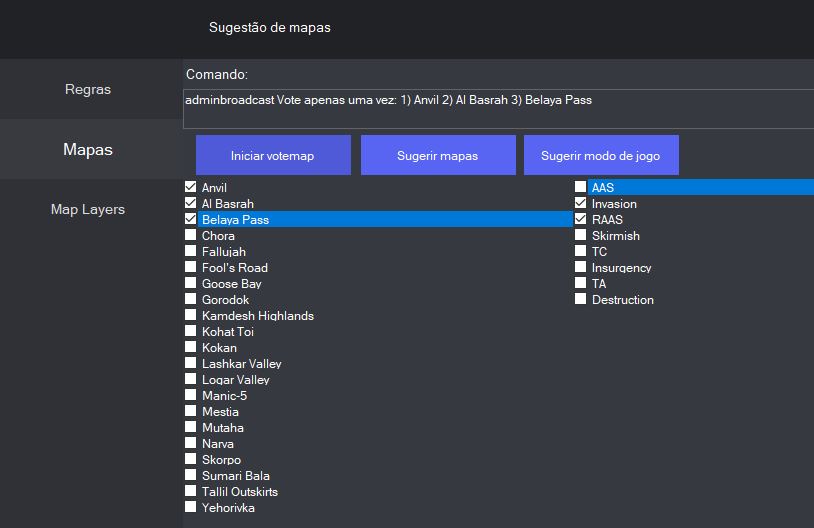 Sugestão de mapas
Regras
Mapas
Map Layers
Comando:
adminbroadcast Vote apenas uma vez: 1) Anvil 2) Al Basrah 3) Belaya Pass
Iniciar votemap
Sugerir mapas
Sugerir modo de jogo
Anvil
Al Basrah
Belaya Pass
Chora
Fallujah
Fool's Road
Goose Bay
Gorodok
Kamdesh Highlands
Kohat Toi
Kokan
Lashkar Valley
Logar Valley
Manic-5
Mestia
Mutaha
Narva
Skorpo
Sumari Bala
Tallil Outskirts
Yehorivka
AAS
Invasion
RAAS
Skirmish
TC
Insurgency
TA
Destruction